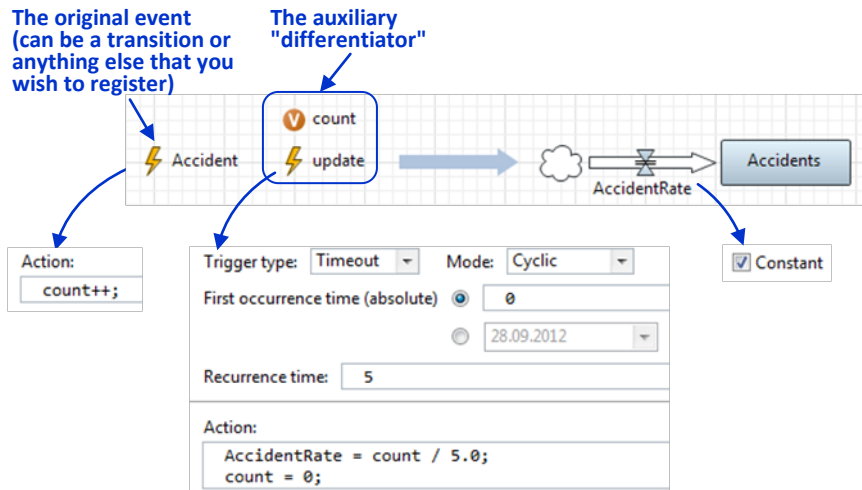 The original event
(can be a transition or
anything else that you
wish to register)
The auxiliary
"differentiator"
V count
Accident
update
AccidentRate
Accidents
Action:
count++;
Trigger type: Timeout Mode: Cyclic
First occurrence time (absolute) 0
28.09.2012
Recurrence time: 5
Action:
AccidentRate = count / 5.0;
count = 0;
Constant